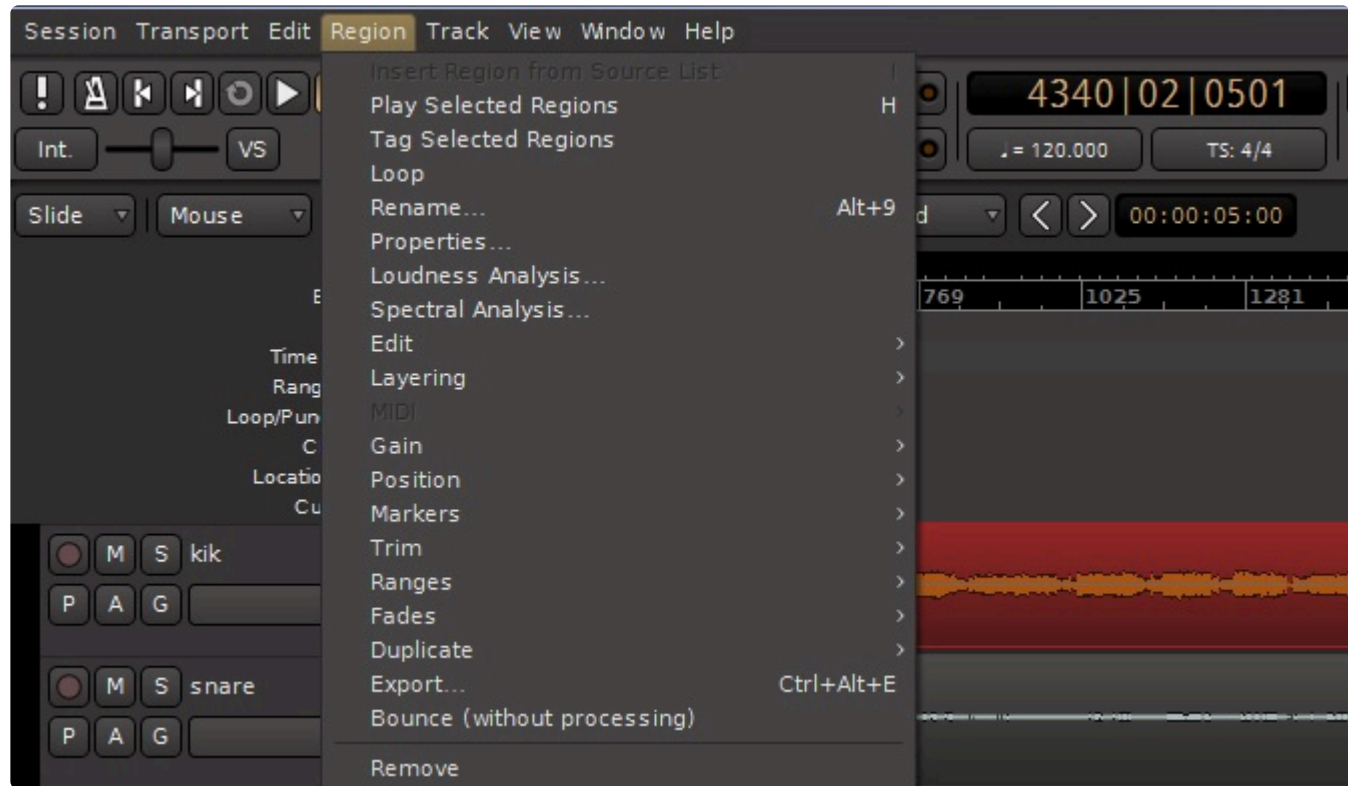 Session Transport Edit Region Track View Window Help
Insert Region from Source List I
Play Selected Regions H
4340|02|0501
Tag Selected Regions
Int. VS
♩ = 120.000 TS: 4/4
Loop
Rename... Alt+9
Slide Mouse
d 00:00:05:00
Properties...
Loudness Analysis...
769 1025 1281
Spectral Analysis...
Edit
Time
Layering
Rang
Loop/Pun
MIDI
C
Gain
Locatio
Position
Cu
Markers
M S kik
Trim
Ranges
P A G
Fades
Duplicate
M S snare
Export... Ctrl+Alt+E
Bounce (without processing)
P A G
Remove